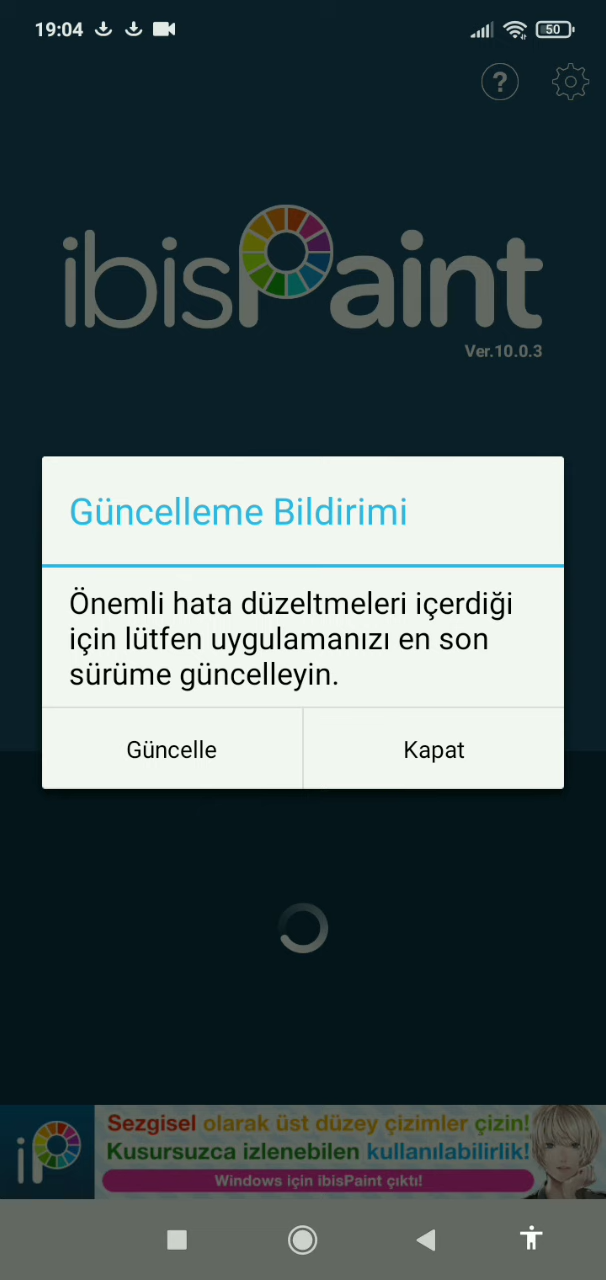 19:04
50
?
ibisPaint
Ver.10.0.3
Güncelleme Bildirimi
Önemli hata düzeltmeleri içerdiği
için lütfen uygulamanızı en son
sürüme güncelleyin.
Güncelle
Kapat
iP
Sezgisel olarak üst düzey çizimler çizin!
Kusursuzca izlenebilen kullanılabilirlik!
Windows için ibisPaint çıktı!